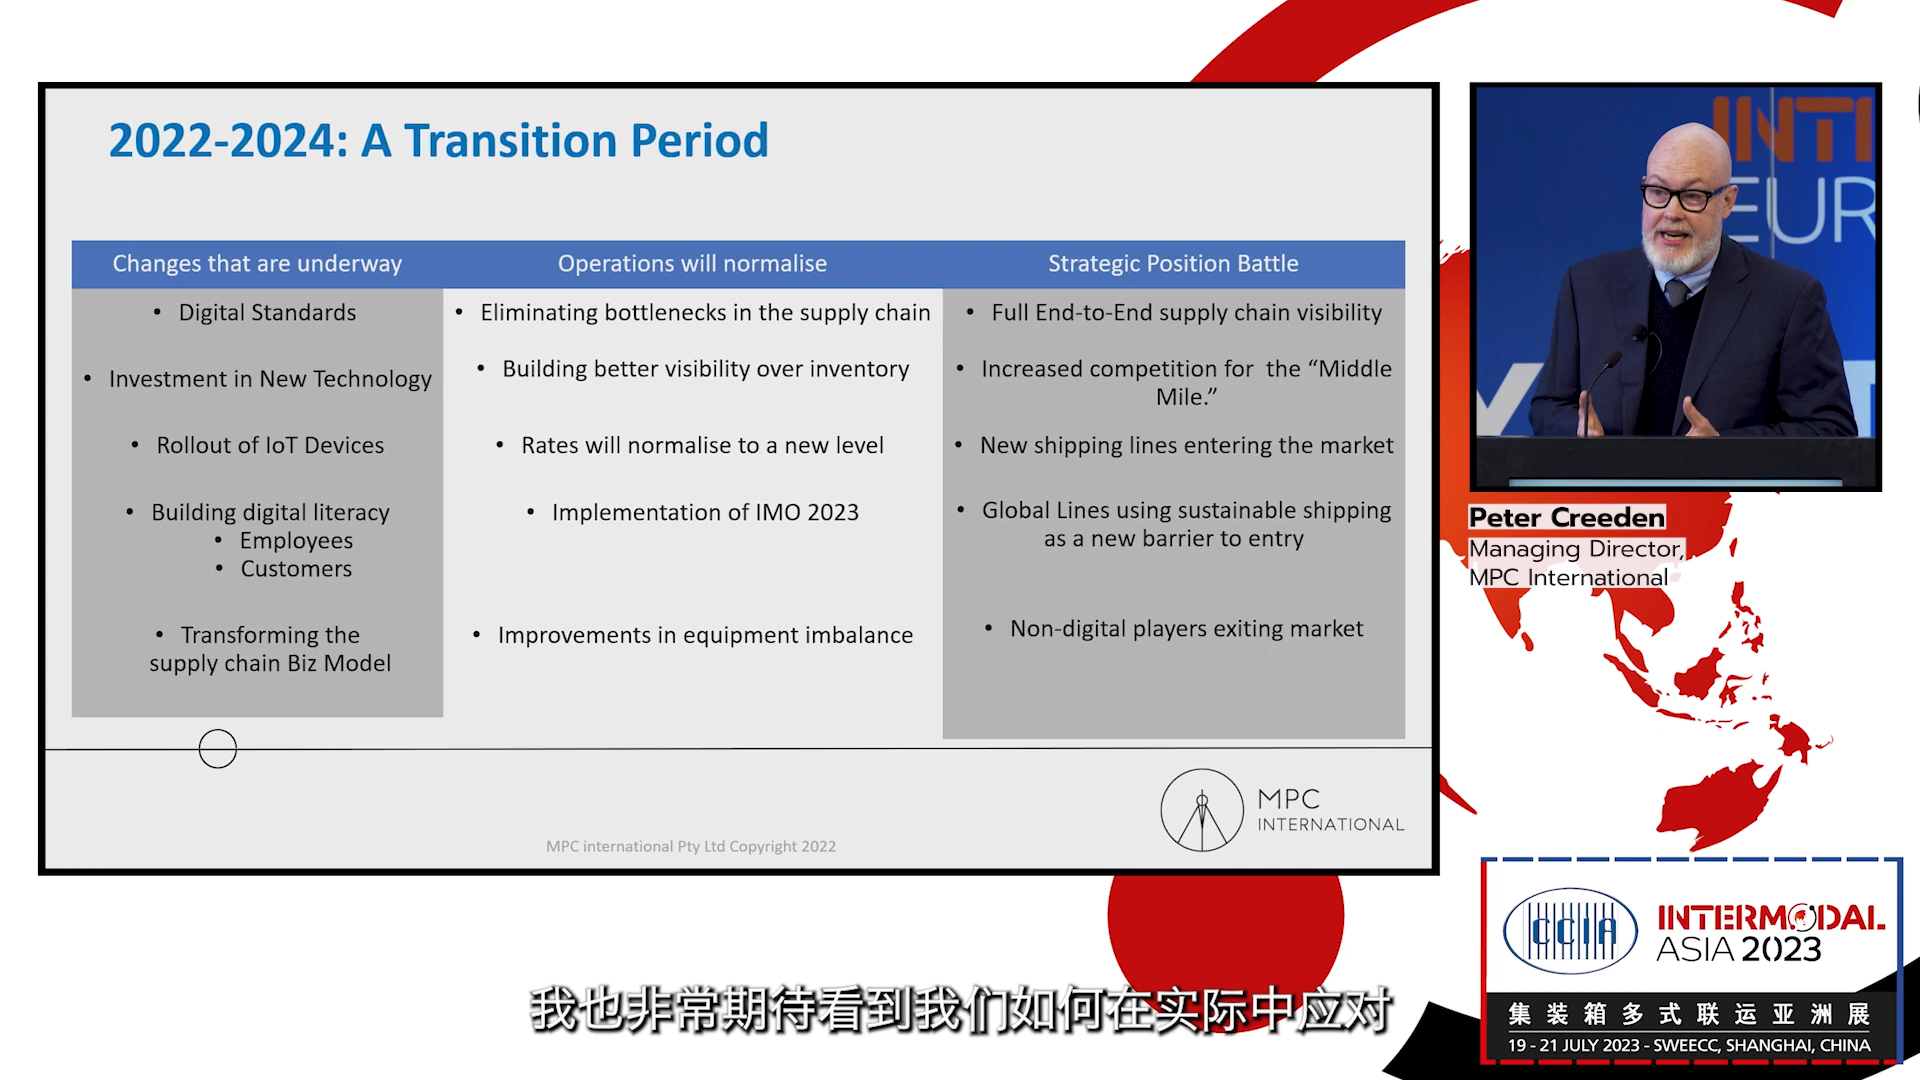 2022-2024: A Transition Period
Changes that are underway
• Digital Standards
• Investment in New Technology
• Rollout of IoT Devices
• Building digital literacy
• Employees
• Customers
• Transforming the
supply chain Biz Model
Operations will normalise
• Eliminating bottlenecks in the supply chain
• Building better visibility over inventory
• Rates will normalise to a new level
• Implementation of IMO 2023
• Improvements in equipment imbalance
Strategic Position Battle
• Full End-to-End supply chain visibility
• Increased competition for the “Middle
Mile.”
• New shipping lines entering the market
• Global Lines using sustainable shipping
as a new barrier to entry
• Non-digital players exiting market
MPC
INTERNATIONAL
MPC international Pty Ltd Copyright 2022
INTE
EUR
Peter Creeden
Managing Director,
MPC International
CCIA
INTERMODAL
ASIA 2023
集装箱多式联运亚洲展
19 - 21 JULY 2023 - SWEECC, SHANGHAI, CHINA
我也非常期待看到我们如何在实际中应对